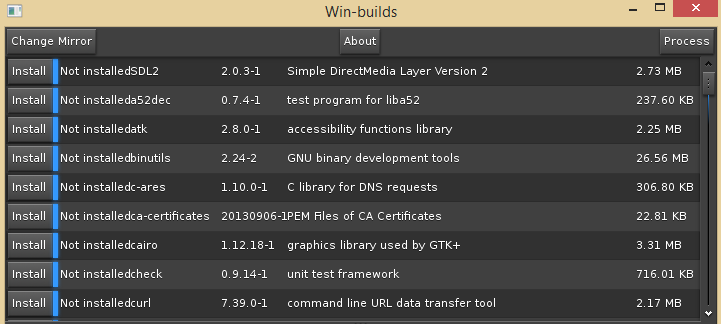 Win-builds
Change Mirror About Process
Install Not installedSDL2 2.0.3-1 Simple DirectMedia Layer Version 2 2.73 MB
Install Not installeda52dec 0.7.4-1 test program for liba52 237.60 KB
Install Not installedatk 2.8.0-1 accessibility functions library 2.25 MB
Install Not installedbinutils 2.24-2 GNU binary development tools 26.56 MB
Install Not installedc-ares 1.10.0-1 C library for DNS requests 306.80 KB
Install Not installedca-certificates 20130906-1PEM Files of CA Certificates 22.81 KB
Install Not installedcairo 1.12.18-1 graphics library used by GTK+ 3.31 MB
Install Not installedcheck 0.9.14-1 unit test framework 716.01 KB
Install Not installedcurl 7.39.0-1 command line URL data transfer tool 2.17 MB